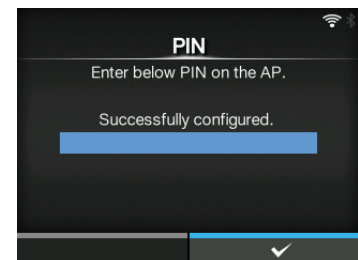 PIN
Enter below PIN on the AP.
Successfully configured.